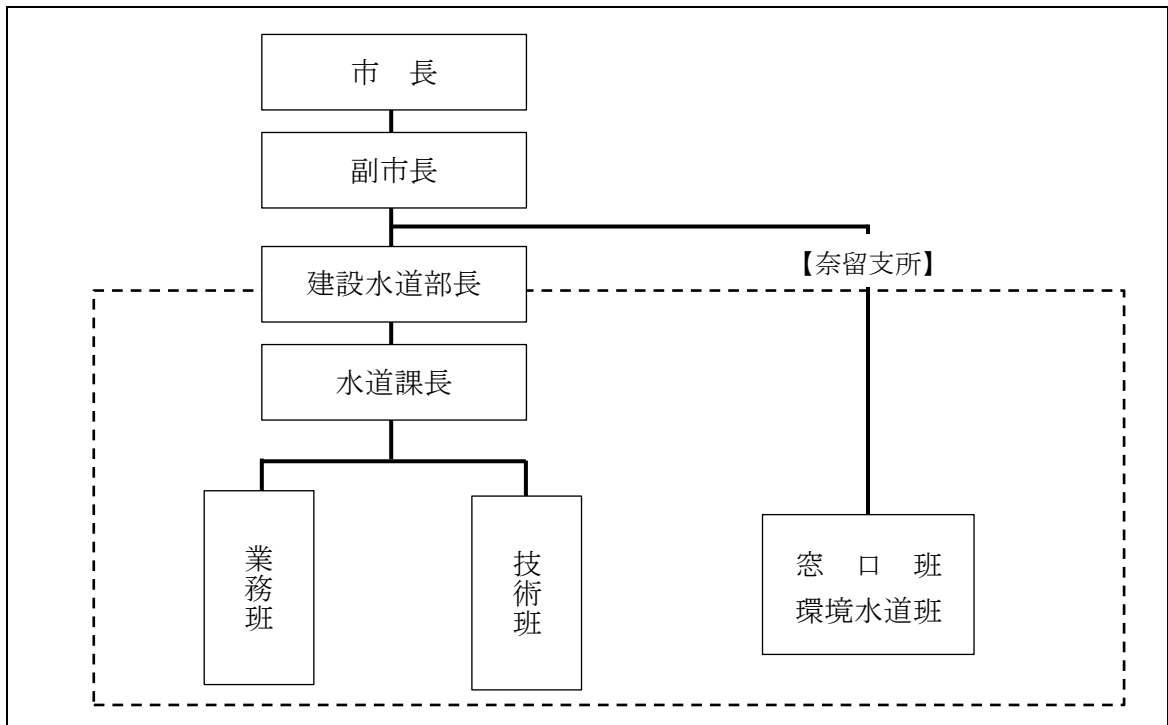 市　長
副市長
建設水道部長
【奈留支所】
水道課長
業務班
技術班
窓　口　班
環境水道班